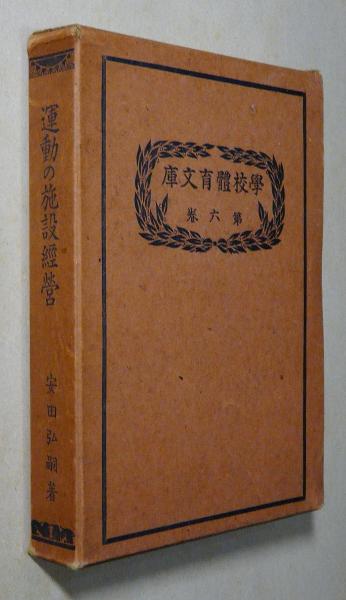 運動の施設經營
安田弘嗣著
庫文育體校學
卷六第